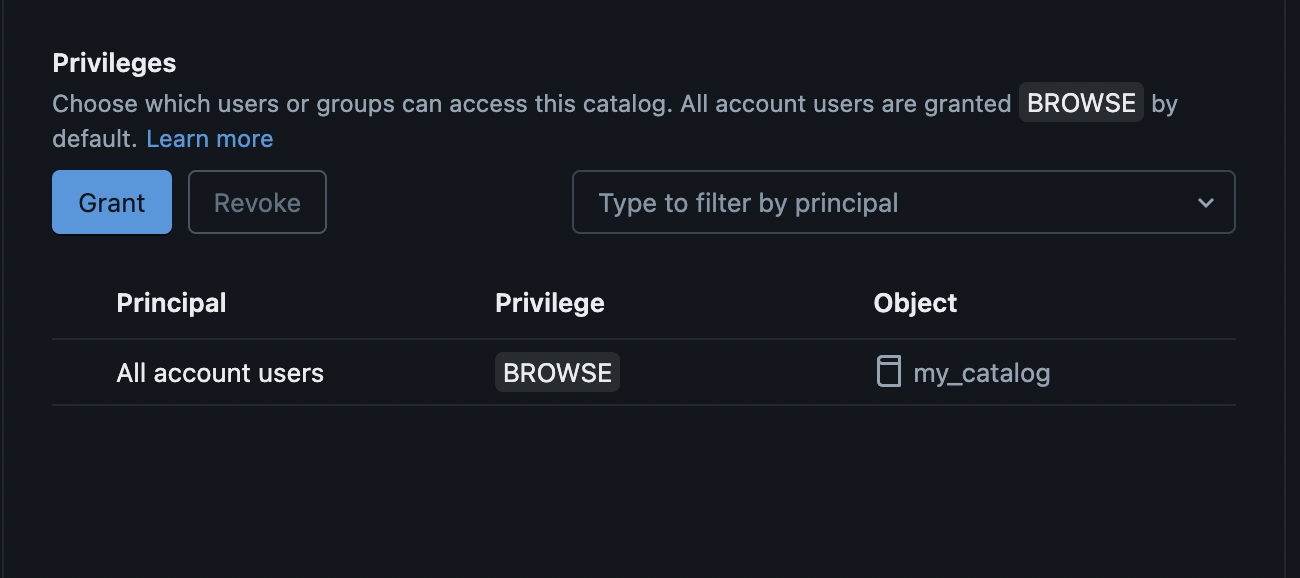 Privileges
Choose which users or groups can access this catalog. All account users are granted BROWSE by
default. Learn more
Grant Revoke Type to filter by principal
Principal Privilege Object
All account users BROWSE my_catalog